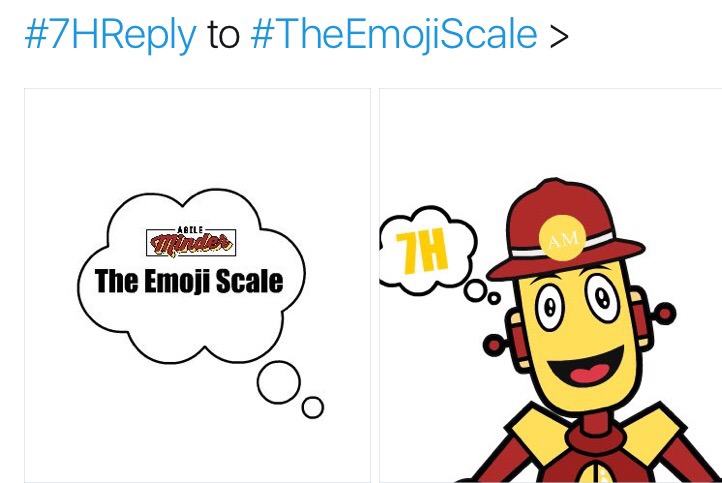 #7HReply to #TheEmojiScale >
AGILE
Minder
The Emoji Scale
7H
AM